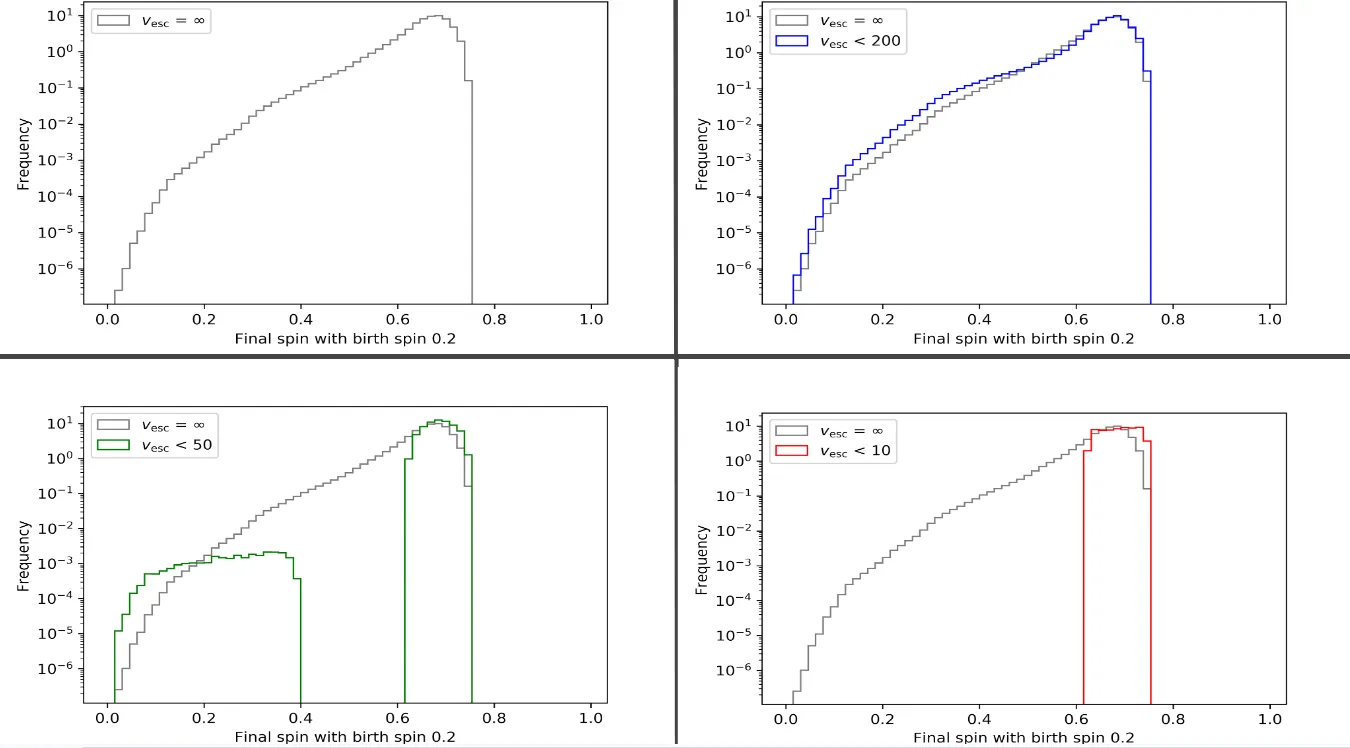 v_esc = ∞
10¹
10⁰
10⁻¹
10⁻²
10⁻³
10⁻⁴
10⁻⁵
10⁻⁶
Frequency
0.0 0.2 0.4 0.6 0.8 1.0
Final spin with birth spin 0.2
v_esc = ∞
v_esc < 200
10¹
10⁰
10⁻¹
10⁻²
10⁻³
10⁻⁴
10⁻⁵
10⁻⁶
Frequency
0.0 0.2 0.4 0.6 0.8 1.0
Final spin with birth spin 0.2
v_esc = ∞
v_esc < 50
10¹
10⁰
10⁻¹
10⁻²
10⁻³
10⁻⁴
10⁻⁵
10⁻⁶
Frequency
0.0 0.2 0.4 0.6 0.8 1.0
Final spin with birth spin 0.2
v_esc = ∞
v_esc < 10
10¹
10⁰
10⁻¹
10⁻²
10⁻³
10⁻⁴
10⁻⁵
10⁻⁶
Frequency
0.0 0.2 0.4 0.6 0.8 1.0
Final spin with birth spin 0.2